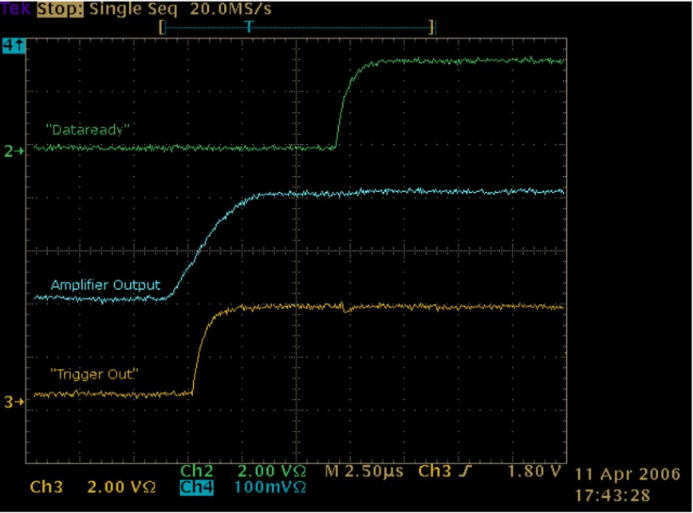 Tek Stop: Single Seq 20.0MS/s
4
"Dataready"
2
Amplifier Output
"Trigger Out"
3
Ch2 2.00 VΩ M 2.50µs Ch3 1.80 V
Ch3 2.00 VΩ Ch4 100mVΩ
11 Apr 2006
17:43:28